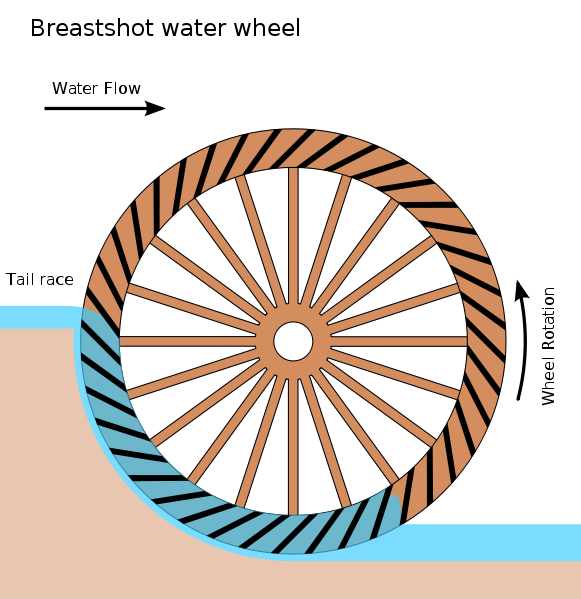 Breastshot water wheel
Water Flow
Tail race
Wheel Rotation